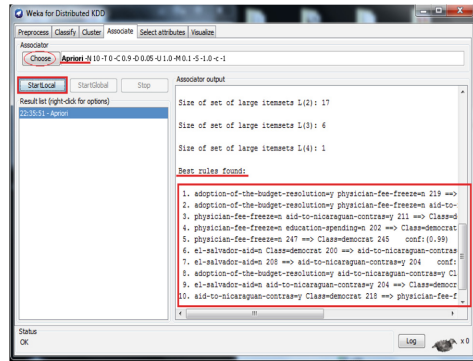 Weka for Distributed KDD
Preprocess Classify Cluster Associate Select attributes Visualize
Associator
Choose Apriori -N 10 -T 0 -C 0.9 -D 0.05 -U 1.0 -M 0.1 -S -1.0 -c -1
StartLocal StartGlobal Stop
Result list (right-click for options)
22:35:51 - Apriori
Associator output
Size of set of large itemsets L(2): 17
Size of set of large itemsets L(3): 6
Size of set of large itemsets L(4): 1
Best rules found:
1. adoption-of-the-budget-resolution=y physician-fee-freeze=n 219 ==>
2. adoption-of-the-budget-resolution=y physician-fee-freeze=n aid-to-
3. physician-fee-freeze=n aid-to-nicaraguan-contras=y 211 ==> Class=d
4. physician-fee-freeze=n education-spending=n 202 ==> Class=democrat
5. physician-fee-freeze=n 247 ==> Class=democrat 245 conf:(0.99)
6. el-salvador-aid=n Class=democrat 200 ==> aid-to-nicaraguan-contras
7. el-salvador-aid=n 208 ==> aid-to-nicaraguan-contras=y 204 conf:
8. adoption-of-the-budget-resolution=y aid-to-nicaraguan-contras=y Cl
9. el-salvador-aid=n aid-to-nicaraguan-contras=y 204 ==> Class=democr
10. aid-to-nicaraguan-contras=y Class=democrat 218 ==> physician-fee-f
Status
OK
Log x 0